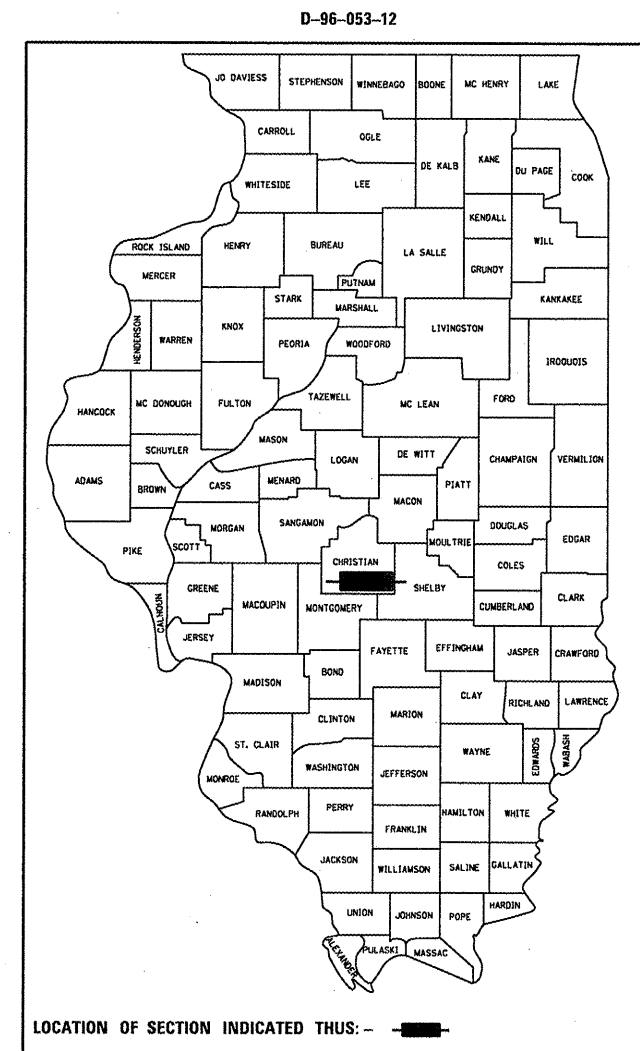 D-96-053-12
JO DAVIESS
STEPHENSON
WINNEBAGO
BOONE
MC HENRY
LAKE
CARROLL
OGLE
DE KALB
KANE
DU PAGE
COOK
WHITESIDE
LEE
KENDALL
WILL
ROCK ISLAND
HENRY
BUREAU
LA SALLE
GRUNDY
MERCER
PUTNAM
KANKAKEE
STARK
MARSHALL
HENDERSON
WARREN
KNOX
PEORIA
WOODFORD
LIVINGSTON
IROQUOIS
HANCOCK
MC DONOUGH
FULTON
TAZEWELL
MC LEAN
FORD
MASON
SCHUYLER
LOGAN
DE WITT
CHAMPAIGN
VERMILION
ADAMS
BROWN
CASS
MENARD
PIATT
MACON
MORGAN
SANGAMON
DOUGLAS
EDGAR
PIKE
SCOTT
CHRISTIAN
MOULTRIE
COLES
CALHOUN
GREENE
MACOUPIN
MONTGOMERY
SHELBY
CUMBERLAND
CLARK
JERSEY
FAYETTE
EFFINGHAM
JASPER
CRAWFORD
MADISON
BOND
CLAY
RICHLAND
LAWRENCE
CLINTON
MARION
ST. CLAIR
WAYNE
EDWARDS
WABASH
MONROE
WASHINGTON
JEFFERSON
RANDOLPH
PERRY
HAMILTON
WHITE
FRANKLIN
JACKSON
WILLIAMSON
SALINE
GALLATIN
UNION
JOHNSON
POPE
HARDIN
ALEXANDER
PULASKI
MASSAC
LOCATION OF SECTION INDICATED THUS: -